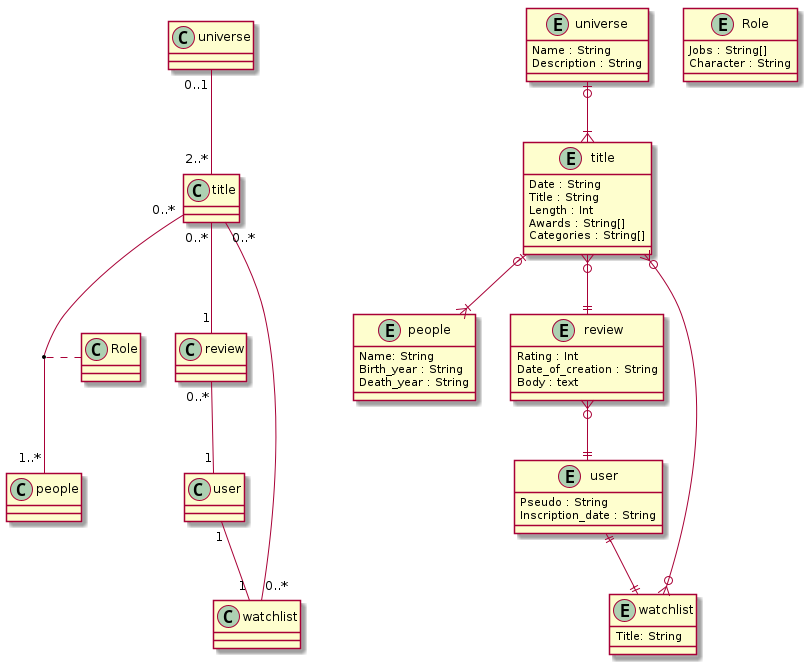 C universe
0..1
2..*
C title
0..*
0..*
0..*
1
C Role
C review
0..*
1..*
1
C people
C user
1
1
0..*
C watchlist
E universe
Name : String
Description : String
E Role
Jobs : String[]
Character : String
E title
Date : String
Title : String
Length : Int
Awards : String[]
Categories : String[]
E people
Name: String
Birth_year : String
Death_year : String
E review
Rating : Int
Date_of_creation : String
Body : text
E user
Pseudo : String
Inscription_date : String
E watchlist
Title: String